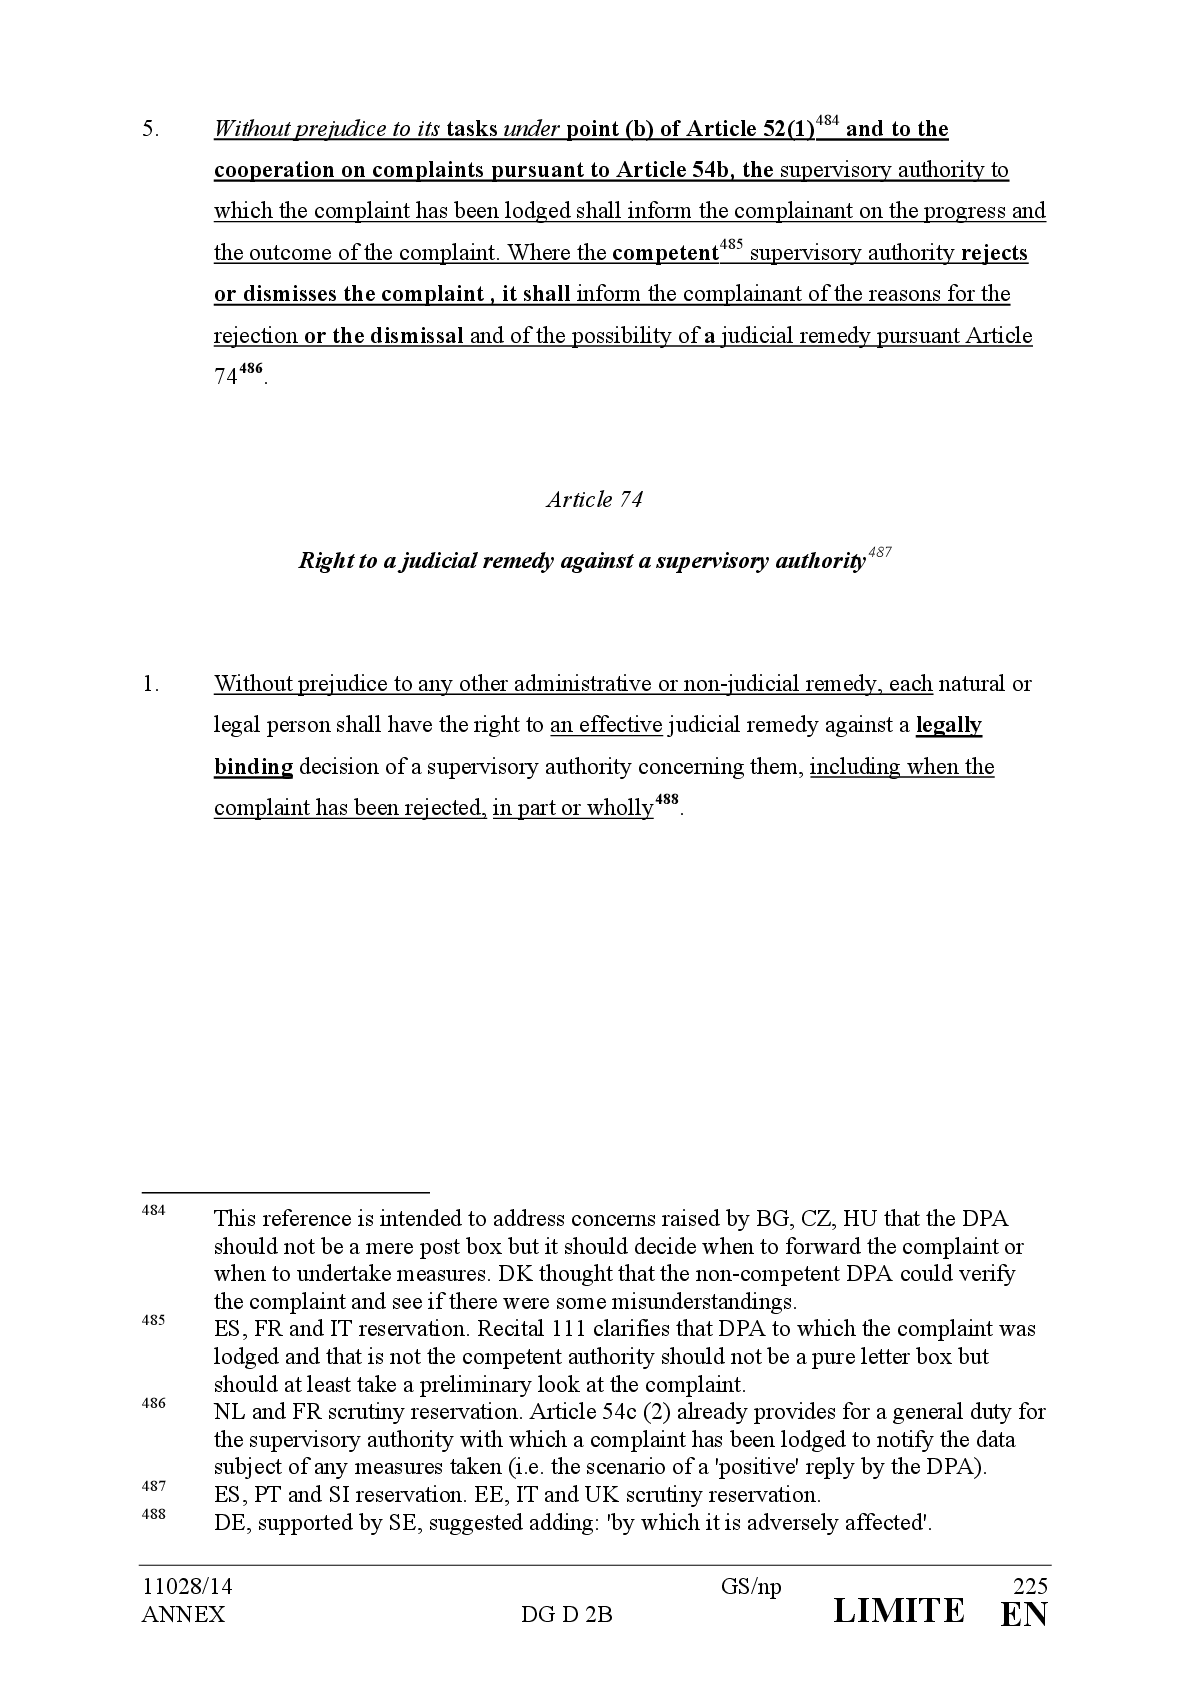 5. Without prejudice to its tasks under point (b) of Article 52(1)484 and to the
cooperation on complaints pursuant to Article 54b, the supervisory authority to
which the complaint has been lodged shall inform the complainant on the progress and
the outcome of the complaint. Where the competent485 supervisory authority rejects
or dismisses the complaint , it shall inform the complainant of the reasons for the
rejection or the dismissal and of the possibility of a judicial remedy pursuant Article
74486.
Article 74
Right to a judicial remedy against a supervisory authority487
1. Without prejudice to any other administrative or non-judicial remedy, each natural or
legal person shall have the right to an effective judicial remedy against a legally
binding decision of a supervisory authority concerning them, including when the
complaint has been rejected, in part or wholly488.
484 This reference is intended to address concerns raised by BG, CZ, HU that the DPA
should not be a mere post box but it should decide when to forward the complaint or
when to undertake measures. DK thought that the non-competent DPA could verify
the complaint and see if there were some misunderstandings.
485 ES, FR and IT reservation. Recital 111 clarifies that DPA to which the complaint was
lodged and that is not the competent authority should not be a pure letter box but
should at least take a preliminary look at the complaint.
486 NL and FR scrutiny reservation. Article 54c (2) already provides for a general duty for
the supervisory authority with which a complaint has been lodged to notify the data
subject of any measures taken (i.e. the scenario of a 'positive' reply by the DPA).
487 ES, PT and SI reservation. EE, IT and UK scrutiny reservation.
488 DE, supported by SE, suggested adding: 'by which it is adversely affected'.
11028/14 GS/np 225
ANNEX DG D 2B LIMITE EN